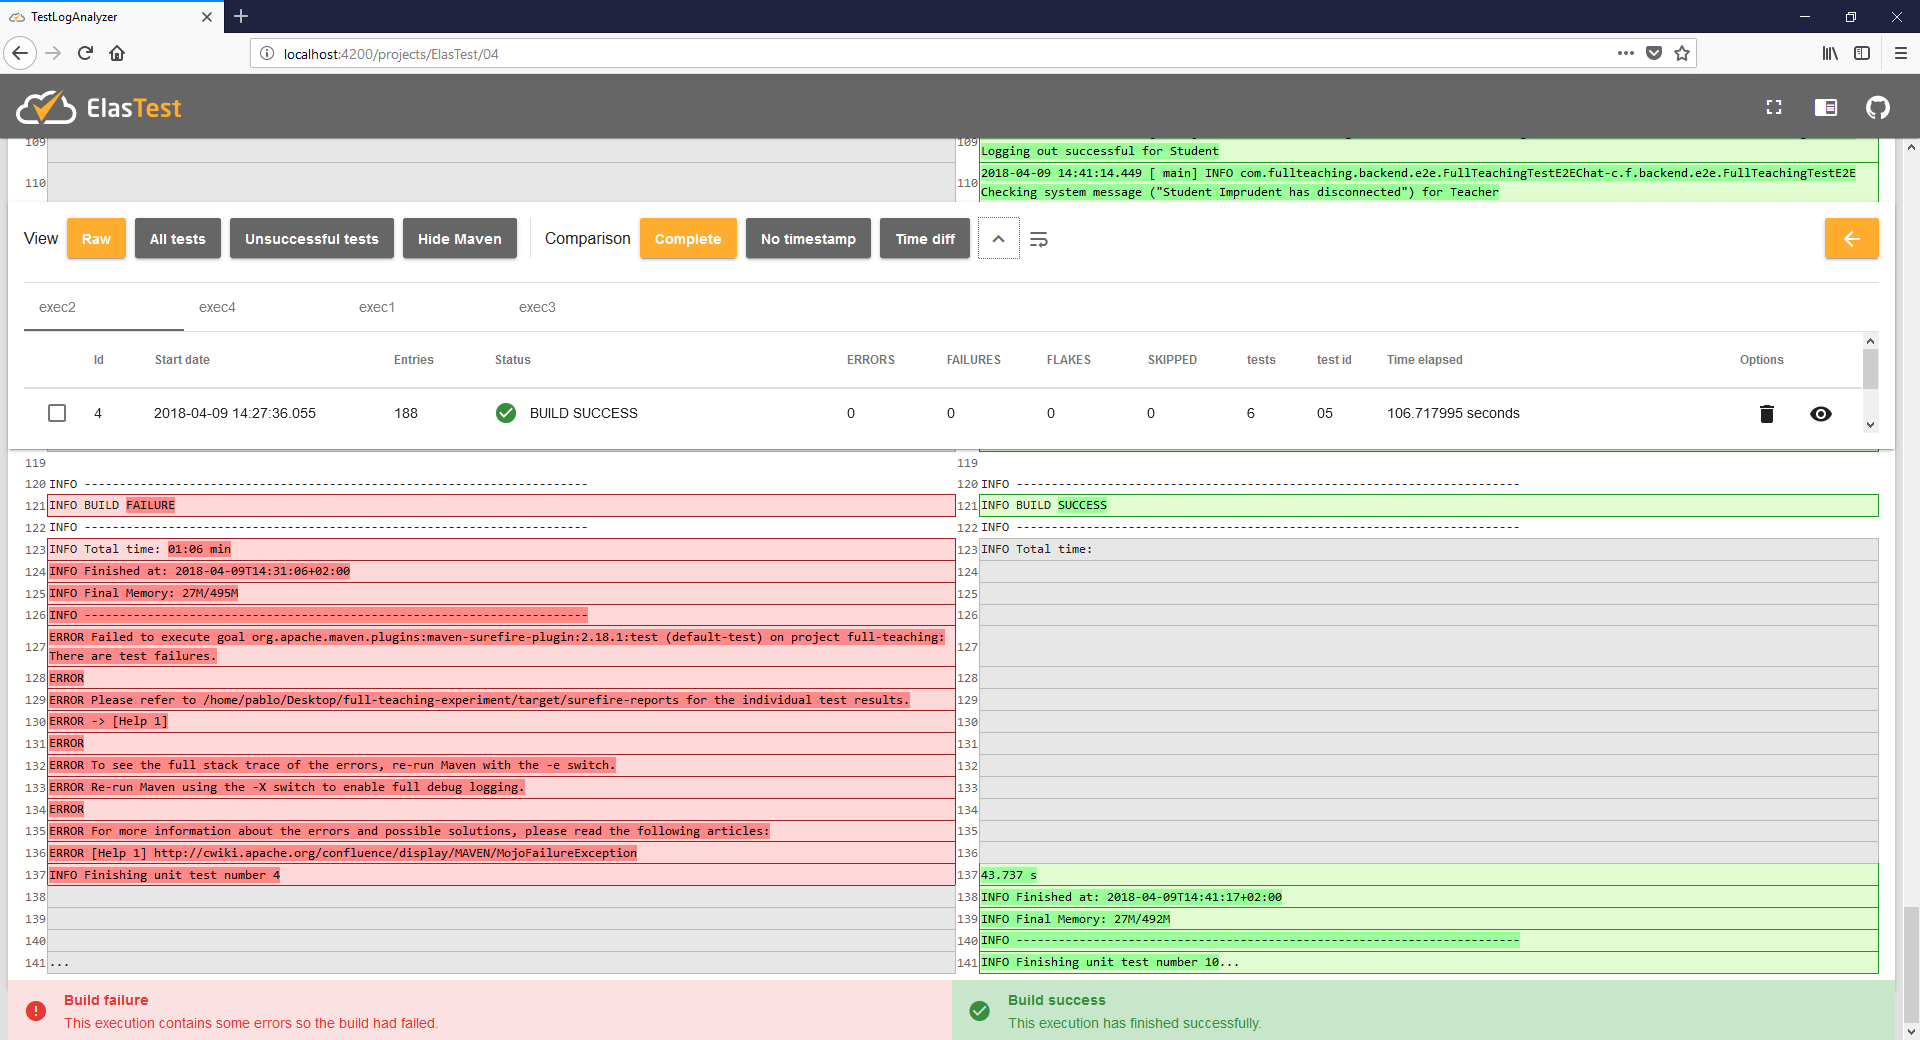 TestLogAnalyzer
localhost:4200/projects/ElasTest/04
ElasTest
109
109
Logging out successful for Student
110
110
2018-04-09 14:41:14.449 [ main] INFO com.fullteaching.backend.e2e.FullTeachingTestE2EChat-c.f.backend.e2e.FullTeachingTestE2E
Checking system message ("Student Imprudent has disconnected") for Teacher
View Raw All tests Unsuccessful tests Hide Maven Comparison Complete No timestamp Time diff
exec2 exec4 exec1 exec3
Id Start date Entries Status ERRORS FAILURES FLAKES SKIPPED tests test id Time elapsed Options
4 2018-04-09 14:27:36.055 188 BUILD SUCCESS 0 0 0 0 6 05 106.717995 seconds
119
120 INFO ------------------------------------------------------------------------
121 INFO BUILD FAILURE
122 INFO ------------------------------------------------------------------------
123 INFO Total time: 01:06 min
124 INFO Finished at: 2018-04-09T14:31:06+02:00
125 INFO Final Memory: 27M/495M
126 INFO ------------------------------------------------------------------------
127 ERROR Failed to execute goal org.apache.maven.plugins:maven-surefire-plugin:2.18.1:test (default-test) on project full-teaching:
There are test failures.
128 ERROR
129 ERROR Please refer to /home/pablo/Desktop/full-teaching-experiment/target/surefire-reports for the individual test results.
130 ERROR -> [Help 1]
131 ERROR
132 ERROR To see the full stack trace of the errors, re-run Maven with the -e switch.
133 ERROR Re-run Maven using the -X switch to enable full debug logging.
134 ERROR
135 ERROR For more information about the errors and possible solutions, please read the following articles:
136 ERROR [Help 1] http://cwiki.apache.org/confluence/display/MAVEN/MojoFailureException
137 INFO Finishing unit test number 4
138
139
140
141 ...
119
120 INFO ------------------------------------------------------------------------
121 INFO BUILD SUCCESS
122 INFO ------------------------------------------------------------------------
123 INFO Total time:
124
125
126
127
128
129
130
131
132
133
134
135
136
137 43.737 s
138 INFO Finished at: 2018-04-09T14:41:17+02:00
139 INFO Final Memory: 27M/492M
140 INFO ------------------------------------------------------------------------
141 INFO Finishing unit test number 10...
Build failure
This execution contains some errors so the build had failed.
Build success
This execution has finished successfully.